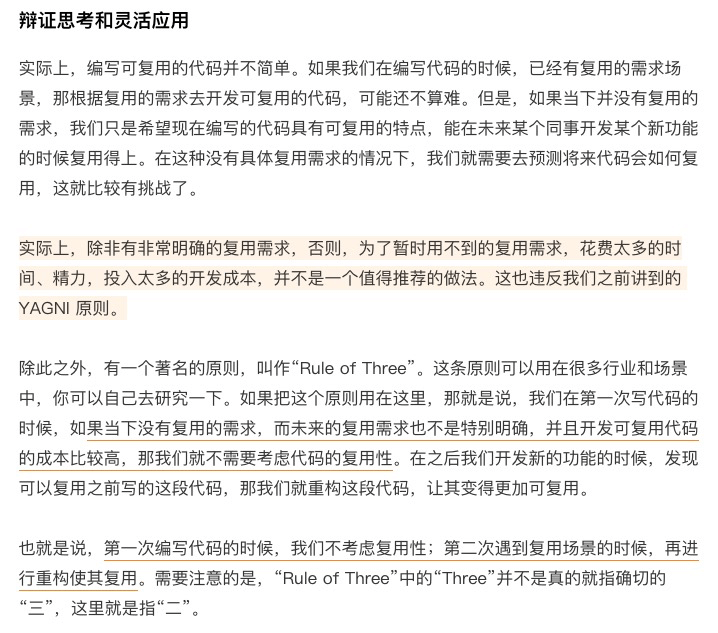 辩证思考和灵活应用
实际上，编写可复用的代码并不简单。如果我们在编写代码的时候，已经有复用的需求场
景，那根据复用的需求去开发可复用的代码，可能还不算难。但是，如果当下并没有复用的
需求，我们只是希望现在编写的代码具有可复用的特点，能在未来某个同事开发某个新功能
的时候复用得上。在这种没有具体复用需求的情况下，我们就需要去预测将来代码会如何复
用，这就比较有挑战了。
实际上，除非有非常明确的复用需求，否则，为了暂时用不到的复用需求，花费太多的时
间、精力，投入太多的开发成本，并不是一个值得推荐的做法。这也违反我们之前讲到的
YAGNI 原则。
除此之外，有一个著名的原则，叫作“Rule of Three”。这条原则可以用在很多行业和场景
中，你可以自己去研究一下。如果把这个原则用在这里，那就是说，我们在第一次写代码的
时候，如果当下没有复用的需求，而未来的复用需求也不是特别明确，并且开发可复用代码
的成本比较高，那我们就不需要考虑代码的复用性。在之后我们开发新的功能的时候，发现
可以复用之前写的这段代码，那我们就重构这段代码，让其变得更加可复用。
也就是说，第一次编写代码的时候，我们不考虑复用性；第二次遇到复用场景的时候，再进
行重构使其复用。需要注意的是，“Rule of Three”中的“Three”并不是真的就指确切的
“三”，这里就是指“二”。